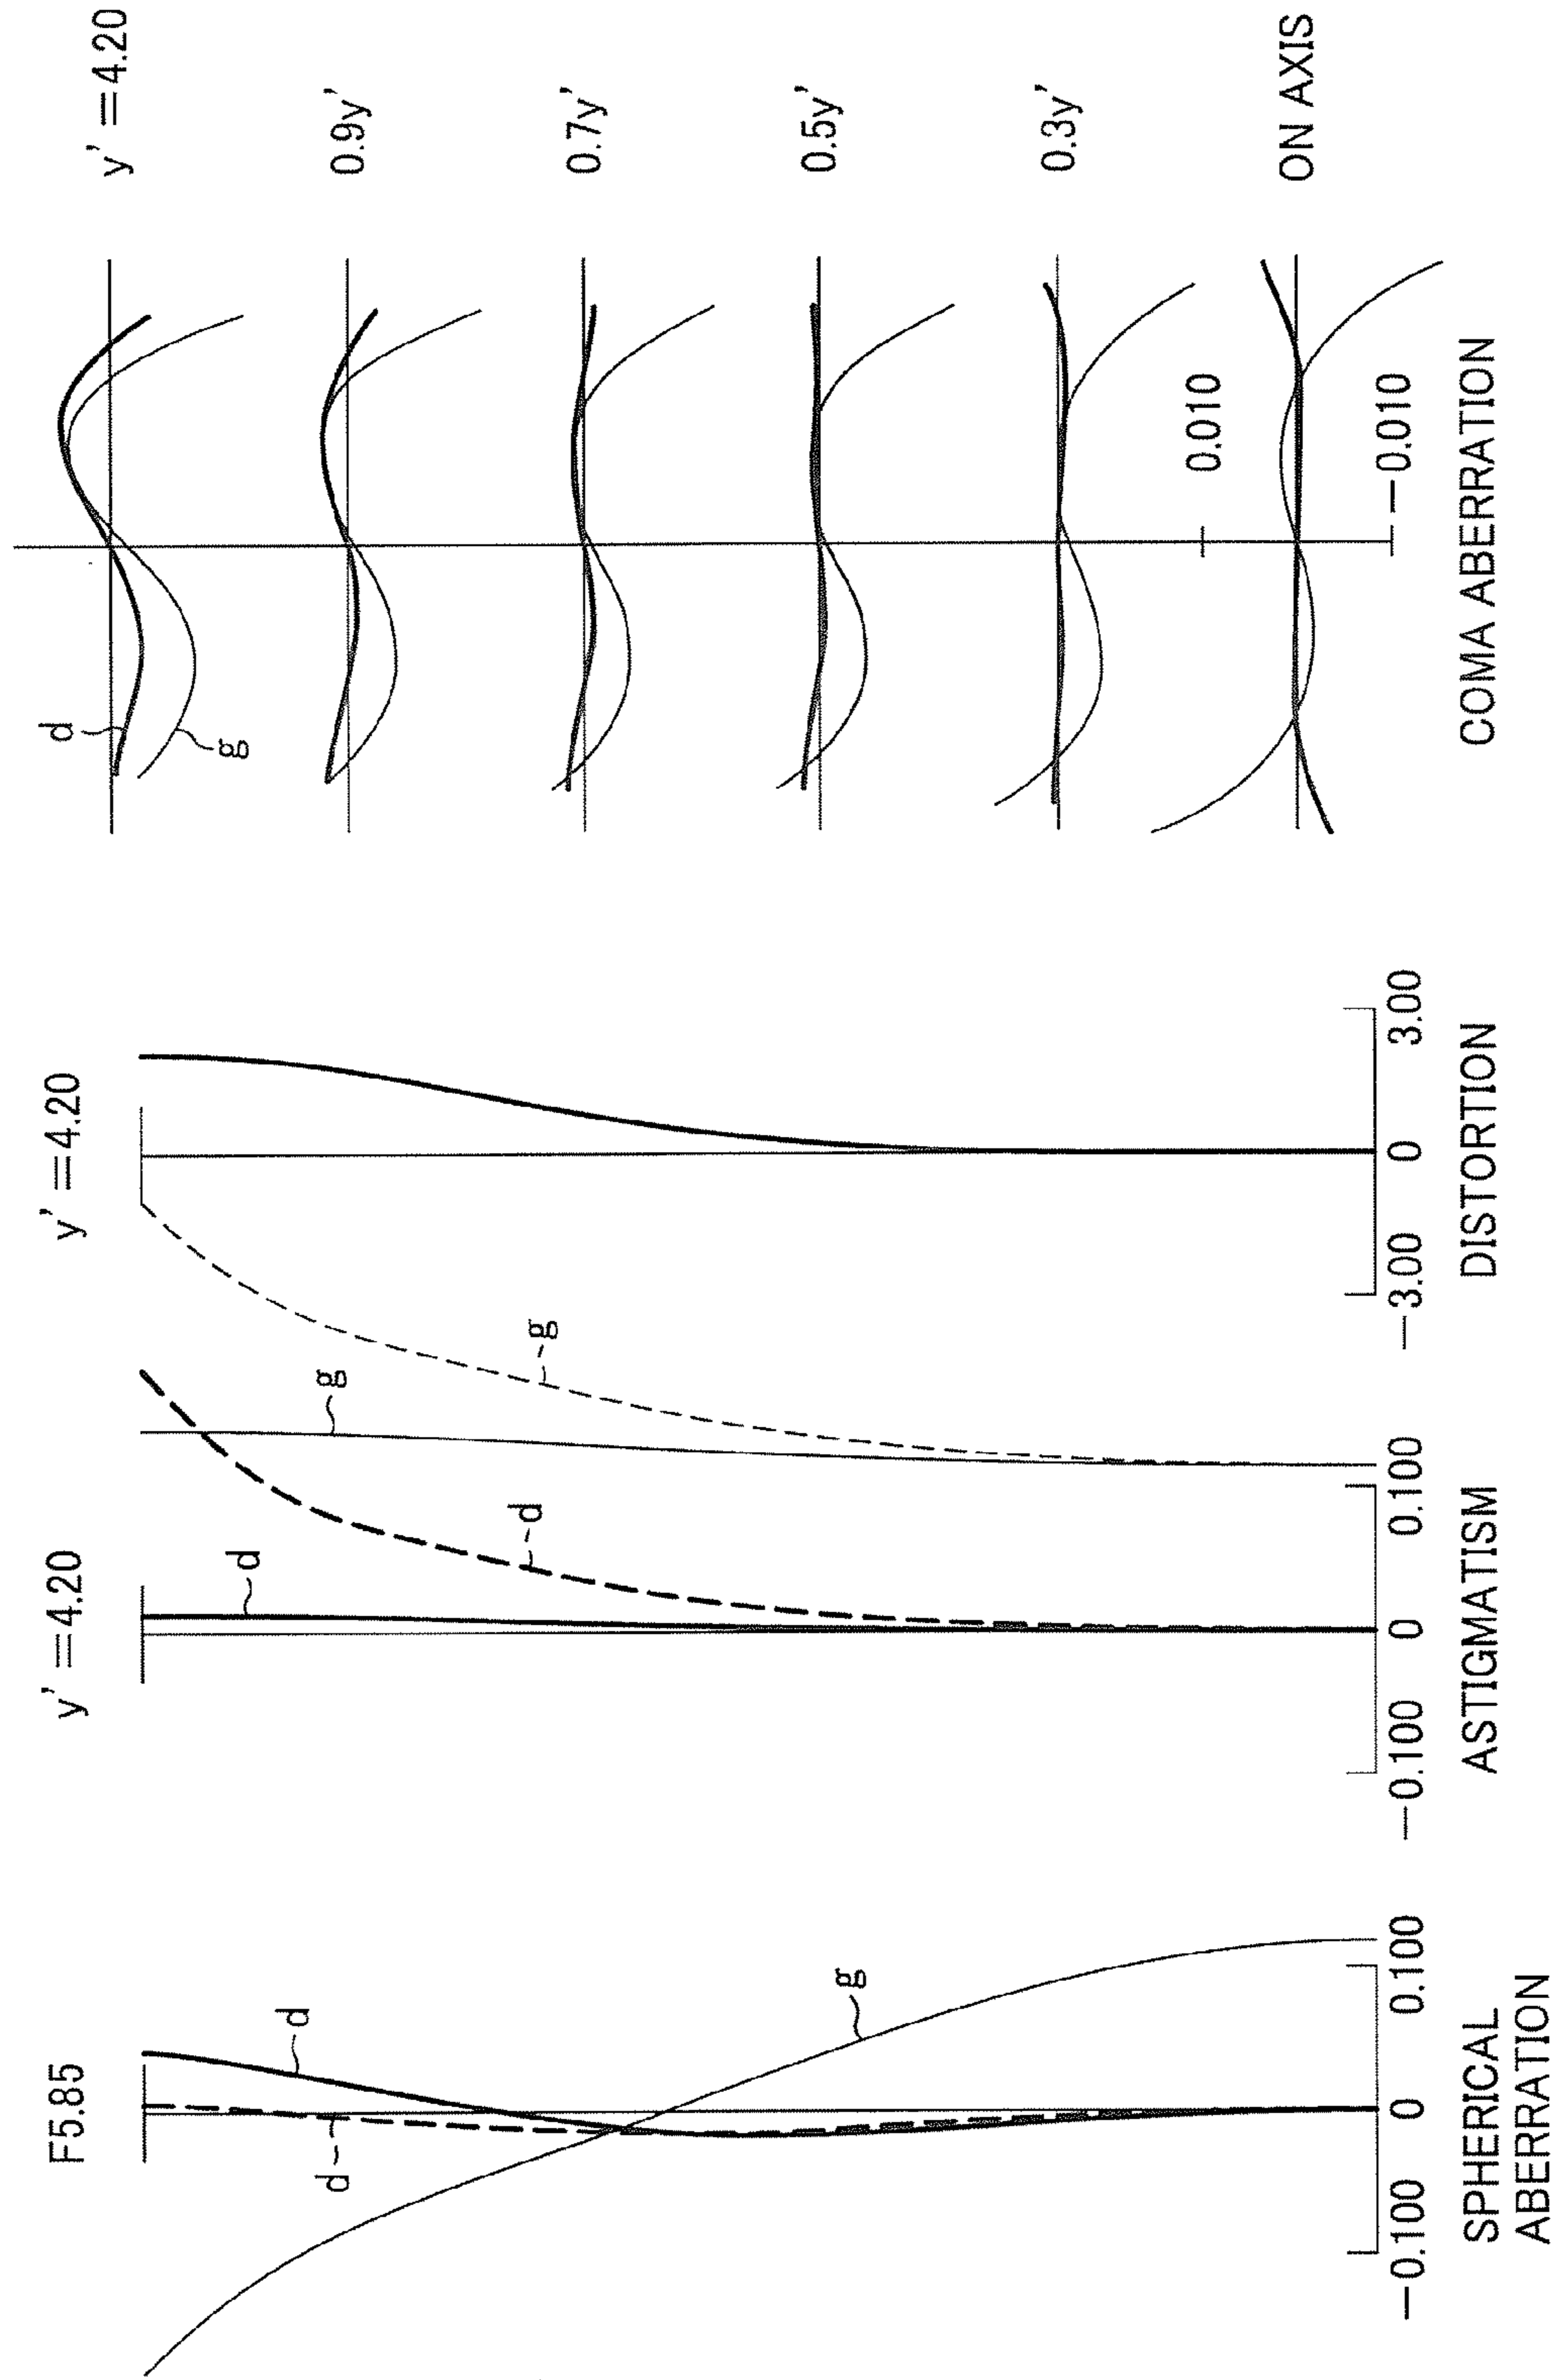 F5.85
d
d
g
-0.100
0
0.100
SPHERICAL
ABERRATION
y' =4.20
d
d
g
g
-0.100
0
0.100
ASTIGMATISM
y' =4.20
-3.00
0
3.00
DISTORTION
y' =4.20
d
g
0.9y'
0.7y'
0.5y'
0.3y'
0.010
ON AXIS
-0.010
COMA ABERRATION